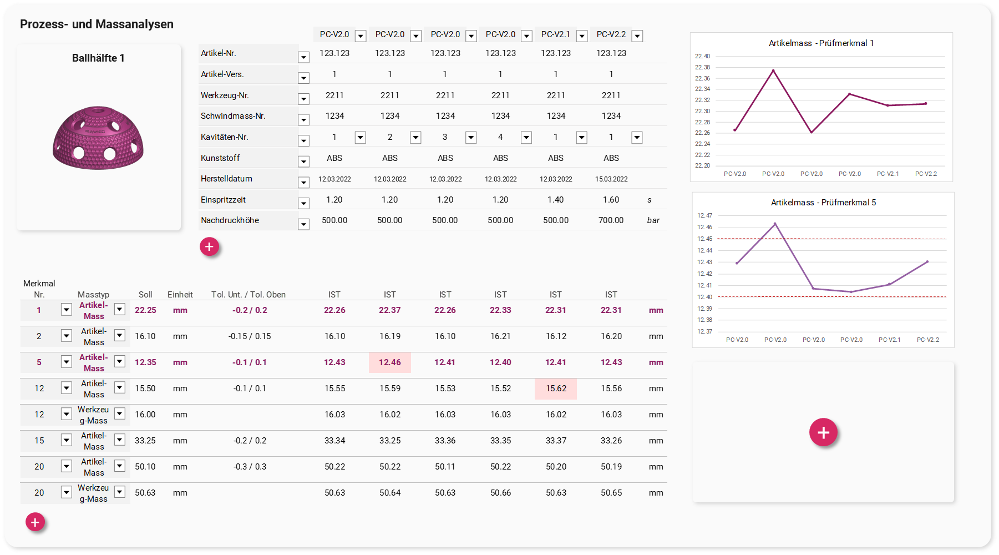 Prozess- und Massanalysen
Ballhälfte 1
PC-V2.0 PC-V2.0 PC-V2.0 PC-V2.0 PC-V2.1 PC-V2.2
Artikel-Nr. 123.123 123.123 123.123 123.123 123.123 123.123
Artikel-Vers. 1 1 1 1 1 1
Werkzeug-Nr. 2211 2211 2211 2211 2211 2211
Schwindmass-Nr. 1234 1234 1234 1234 1234 1234
Kavitäten-Nr. 1 2 3 4 1 1
Kunststoff ABS ABS ABS ABS ABS ABS
Herstelldatum 12.03.2022 12.03.2022 12.03.2022 12.03.2022 12.03.2022 15.03.2022
Einspritzzeit 1.20 1.20 1.20 1.20 1.40 1.60 s
Nachdruckhöhe 500.00 500.00 500.00 500.00 500.00 700.00 bar
+
Merkmal
Nr. Masstyp Soll Einheit Tol. Unt. / Tol. Oben IST IST IST IST IST IST
1 Artikel-Mass 22.25 mm -0.2 / 0.2 22.26 22.37 22.26 22.33 22.31 22.31 mm
2 Artikel-Mass 16.10 mm -0.15 / 0.15 16.10 16.19 16.10 16.21 16.12 16.20 mm
5 Artikel-Mass 12.35 mm -0.1 / 0.1 12.43 12.46 12.41 12.40 12.41 12.43 mm
12 Artikel-Mass 15.50 mm -0.1 / 0.1 15.55 15.59 15.53 15.52 15.62 15.56 mm
12 Werkzeug-Mass 16.00 mm 16.03 16.02 16.03 16.03 16.02 16.03 mm
15 Artikel-Mass 33.25 mm -0.2 / 0.2 33.34 33.25 33.36 33.35 33.37 33.26 mm
20 Artikel-Mass 50.10 mm -0.3 / 0.3 50.22 50.22 50.11 50.22 50.20 50.19 mm
20 Werkzeug-Mass 50.63 mm 50.63 50.64 50.63 50.66 50.63 50.65 mm
+
Artikelmass - Prüfmerkmal 1
22.40
22.38
22.36
22.34
22.32
22.30
22.28
22.26
22.24
22.22
22.20
PC-V2.0 PC-V2.0 PC-V2.0 PC-V2.0 PC-V2.1 PC-V2.2
Artikelmass - Prüfmerkmal 5
12.47
12.46
12.45
12.44
12.43
12.42
12.41
12.40
12.39
12.38
12.37
PC-V2.0 PC-V2.0 PC-V2.0 PC-V2.0 PC-V2.1 PC-V2.2
+